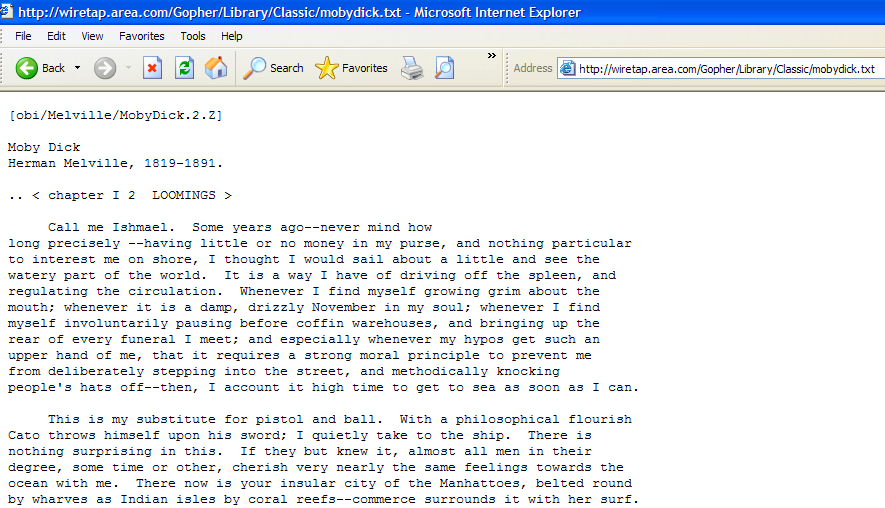 http://wiretap.area.com/Gopher/Library/Classic/mobydick.txt - Microsoft Internet Explorer
File Edit View Favorites Tools Help
Back Search Favorites » Address http://wiretap.area.com/Gopher/Library/Classic/mobydick.txt
[obi/Melville/MobyDick.2.Z]
Moby Dick
Herman Melville, 1819-1891.
.. < chapter I 2  LOOMINGS >
Call me Ishmael.  Some years ago--never mind how
long precisely --having little or no money in my purse, and nothing particular
to interest me on shore, I thought I would sail about a little and see the
watery part of the world.  It is a way I have of driving off the spleen, and
regulating the circulation.  Whenever I find myself growing grim about the
mouth; whenever it is a damp, drizzly November in my soul; whenever I find
myself involuntarily pausing before coffin warehouses, and bringing up the
rear of every funeral I meet; and especially whenever my hypos get such an
upper hand of me, that it requires a strong moral principle to prevent me
from deliberately stepping into the street, and methodically knocking
people's hats off--then, I account it high time to get to sea as soon as I can.
This is my substitute for pistol and ball.  With a philosophical flourish
Cato throws himself upon his sword; I quietly take to the ship.  There is
nothing surprising in this.  If they but knew it, almost all men in their
degree, some time or other, cherish very nearly the same feelings towards the
ocean with me.  There now is your insular city of the Manhattoes, belted round
by wharves as Indian isles by coral reefs--commerce surrounds it with her surf.